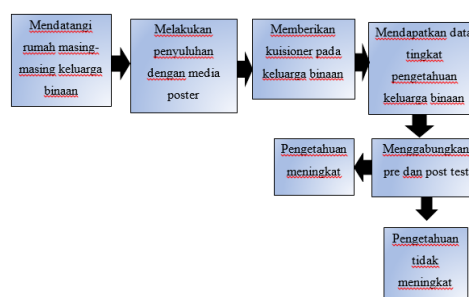 Mendatangi
rumah masing-
masing keluarga
binaan
Melakukan
penyuluhan
dengan media
poster
Memberikan
kuisioner pada
keluarga binaan
Mendapatkan data
tingkat
pengetahuan
keluarga binaan
Pengetahuan
meningkat
Menggabungkan
pre dan post test
Pengetahuan
tidak
meningkat